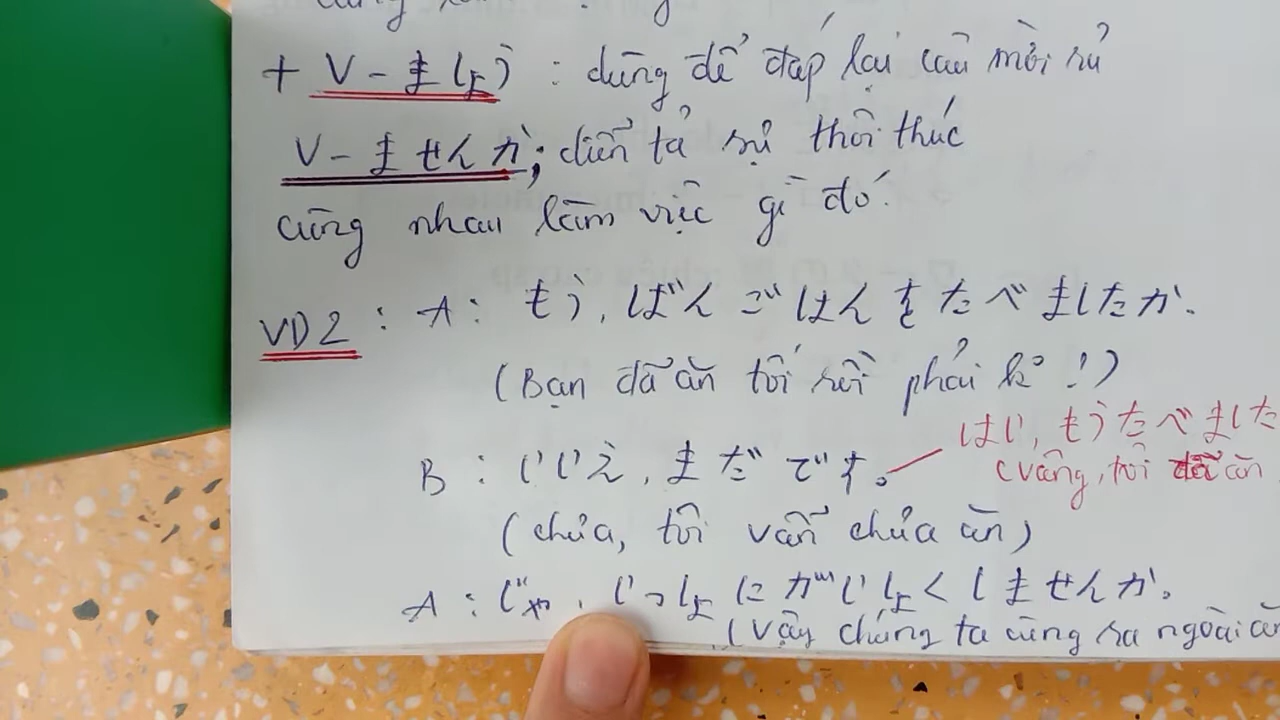 + V - ましょう : dùng để đáp lại câu mời rủ
V - ませんか; diễn tả sự thôi thúc
cùng nhau làm việc gì đó.
VD2 : A : もう, ばんごはんをたべましたか.
(Bạn đã ăn tối rồi phải k° ?)
はい, もうたべました
B : いいえ, まだです。
(Vâng, tôi đã ăn
(chưa, tôi vẫn chưa ăn)
A : じゃ, いっしょにがいしょくしませんか.
(Vậy chúng ta cùng ra ngoài ăn